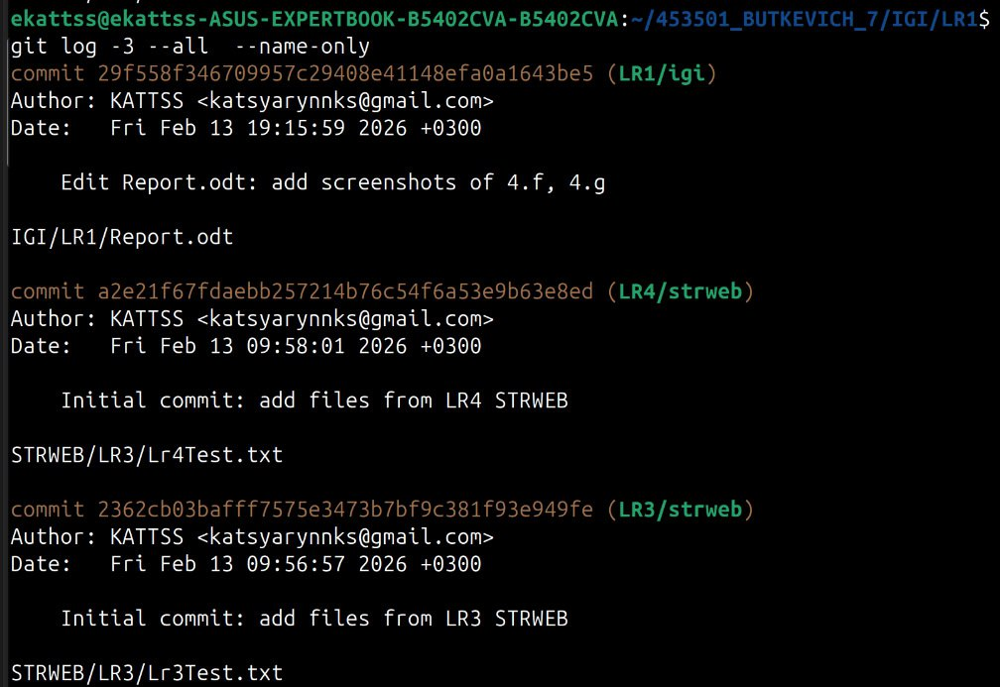 ekattss@ekattss-ASUS-EXPERTBOOK-B5402CVA-B5402CVA:~/453501_BUTKEVICH_7/IGI/LR1$
git log -3 --all  --name-only
commit 29f558f346709957c29408e41148efa0a1643be5 (LR1/igi)
Author: KATTSS <katsyarynnks@gmail.com>
Date:   Fri Feb 13 19:15:59 2026 +0300
Edit Report.odt: add screenshots of 4.f, 4.g
IGI/LR1/Report.odt
commit a2e21f67fdaebb257214b76c54f6a53e9b63e8ed (LR4/strweb)
Author: KATTSS <katsyarynnks@gmail.com>
Date:   Fri Feb 13 09:58:01 2026 +0300
Initial commit: add files from LR4 STRWEB
STRWEB/LR3/Lr4Test.txt
commit 2362cb03bafff7575e3473b7bf9c381f93e949fe (LR3/strweb)
Author: KATTSS <katsyarynnks@gmail.com>
Date:   Fri Feb 13 09:56:57 2026 +0300
Initial commit: add files from LR3 STRWEB
STRWEB/LR3/Lr3Test.txt